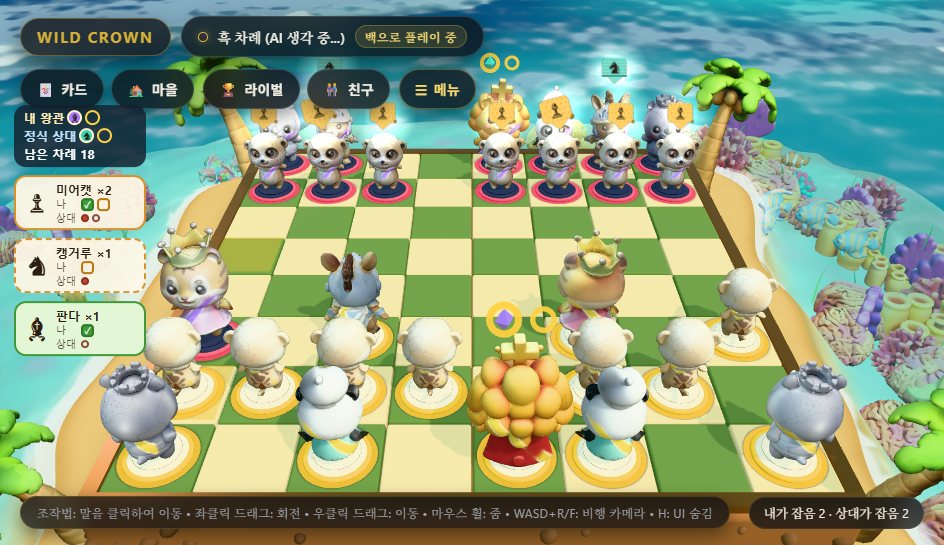 WILD CROWN
흑 차례 (AI 생각 중...)
백으로 플레이 중
카드
마을
라이벌
친구
메뉴
내 왕관
정식 상대
남은 차례 18
미어캣 ×2
나
상대
캥거루 ×1
나
상대
판다 ×1
나
상대
조작법: 말을 클릭하여 이동 • 좌클릭 드래그: 회전 • 우클릭 드래그: 이동 • 마우스 휠: 줌 • WASD+R/F: 비행 카메라 • H: UI 숨김
내가 잡음 2 · 상대가 잡음 2